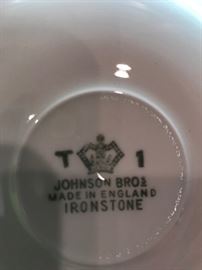 T 1
JOHNSON BROS
MADE IN ENGLAND
IRONSTONE